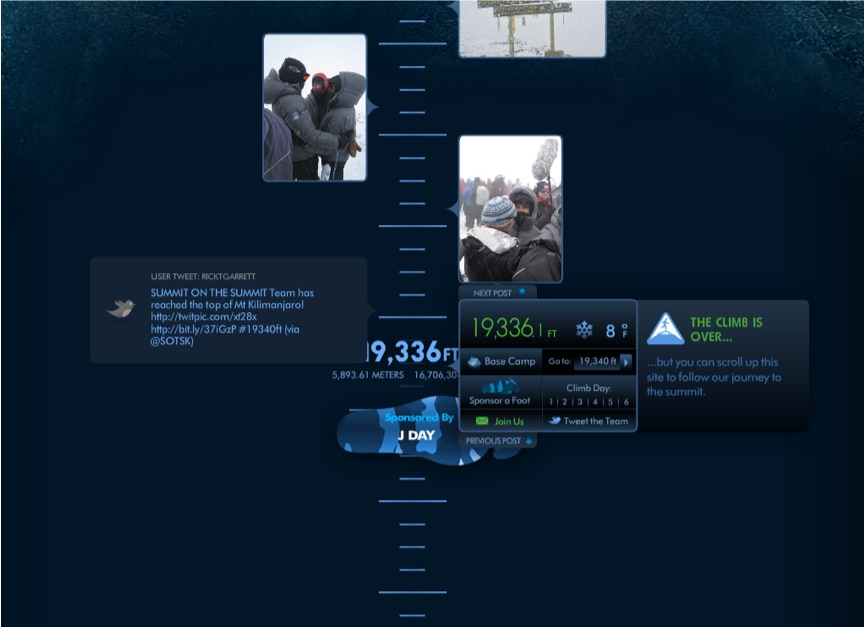 USER TWEET: RICKTGARRETT
SUMMIT ON THE SUMMIT Team has
reached the top of Mt Kilimanjaro!
http://twitpic.com/xt28x
http://bit.ly/37iGzP #19340ft (via
@SOTSK)
19,336FT
5,893.61 METERS 16,706,30
Sponsored By
J DAY
NEXT POST
19,336.1 FT
8 °F
Base Camp
Go to: 19,340 ft
Sponsor a Foot
Climb Day:
1 | 2 | 3 | 4 | 5 | 6
Join Us
Tweet the Team
PREVIOUS POST
THE CLIMB IS
OVER...
...but you can scroll up this
site to follow our journey to
the summit.